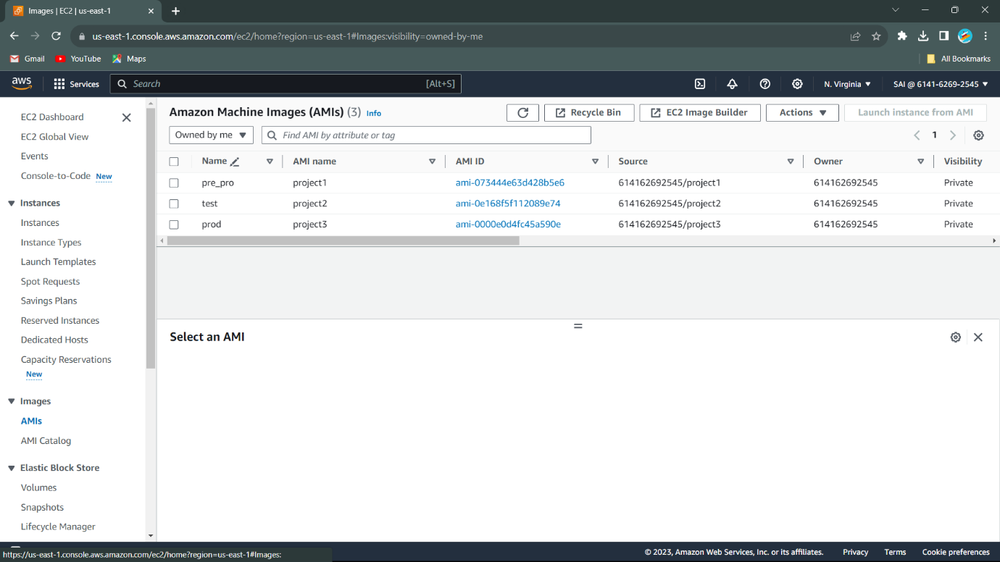 Images | EC2 | us-east-1
us-east-1.console.aws.amazon.com/ec2/home?region=us-east-1#Images:visibility=owned-by-me
Gmail YouTube Maps All Bookmarks
aws Services Search [Alt+S] N. Virginia SAI @ 6141-6269-2545
EC2 Dashboard
EC2 Global View
Events
Console-to-Code New
Instances
Instances
Instance Types
Launch Templates
Spot Requests
Savings Plans
Reserved Instances
Dedicated Hosts
Capacity Reservations
New
Images
AMIs
AMI Catalog
Elastic Block Store
Volumes
Snapshots
Lifecycle Manager
Amazon Machine Images (AMIs) (3) Info Recycle Bin EC2 Image Builder Actions Launch instance from AMI
Owned by me Find AMI by attribute or tag 1
Name AMI name AMI ID Source Owner Visibility
pre_pro project1 ami-073444e63d428b5e6 614162692545/project1 614162692545 Private
test project2 ami-0e168f5f112089e74 614162692545/project2 614162692545 Private
prod project3 ami-0000e0d4fc45a590e 614162692545/project3 614162692545 Private
Select an AMI
https://us-east-1.console.aws.amazon.com/ec2/home?region=us-east-1#Images: © 2023, Amazon Web Services, Inc. or its affiliates. Privacy Terms Cookie preferences